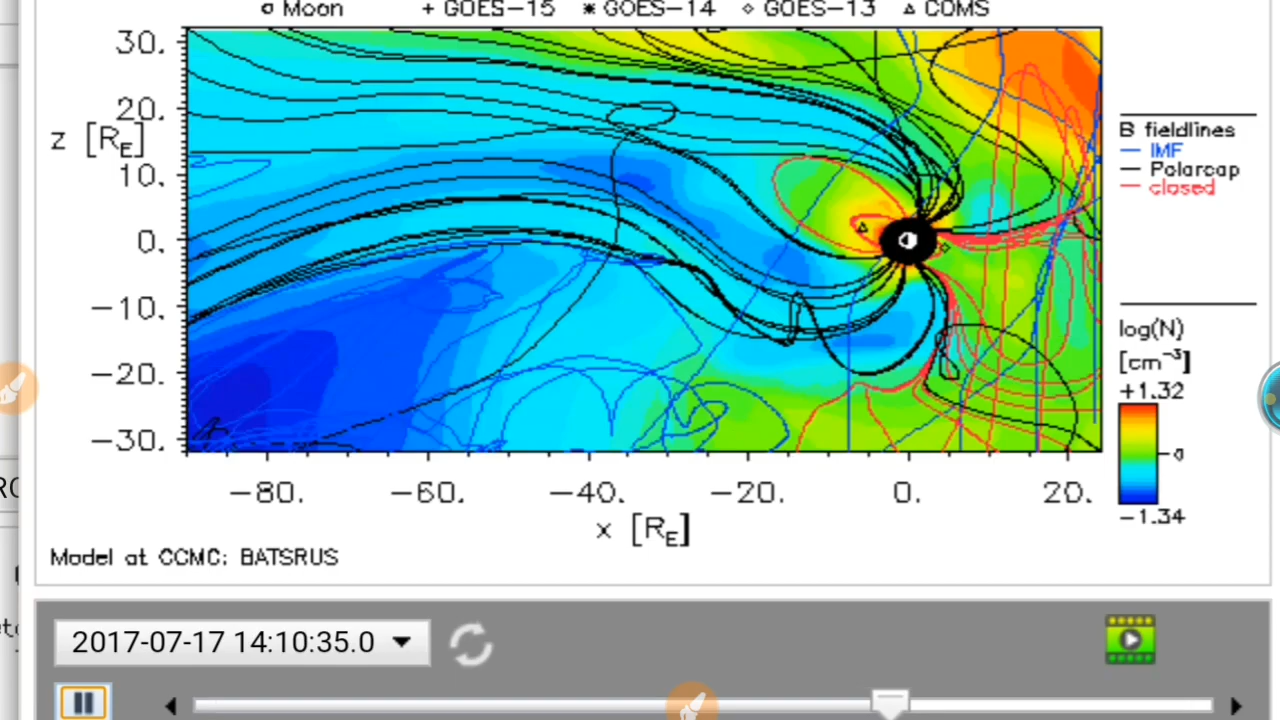 Moon + GOES-15 ✱ GOES-14 ◇ GOES-13 △ COMS
30.
20.
z [RE]
10.
0.
-10.
-20.
-30.
-80. -60. -40. -20. 0. 20.
x [RE]
B fieldlines
IMF
Polarcap
closed
log(N)
[cm-3]
+1.32
0
-1.34
Model at CCMC: BATSRUS
2017-07-17 14:10:35.0